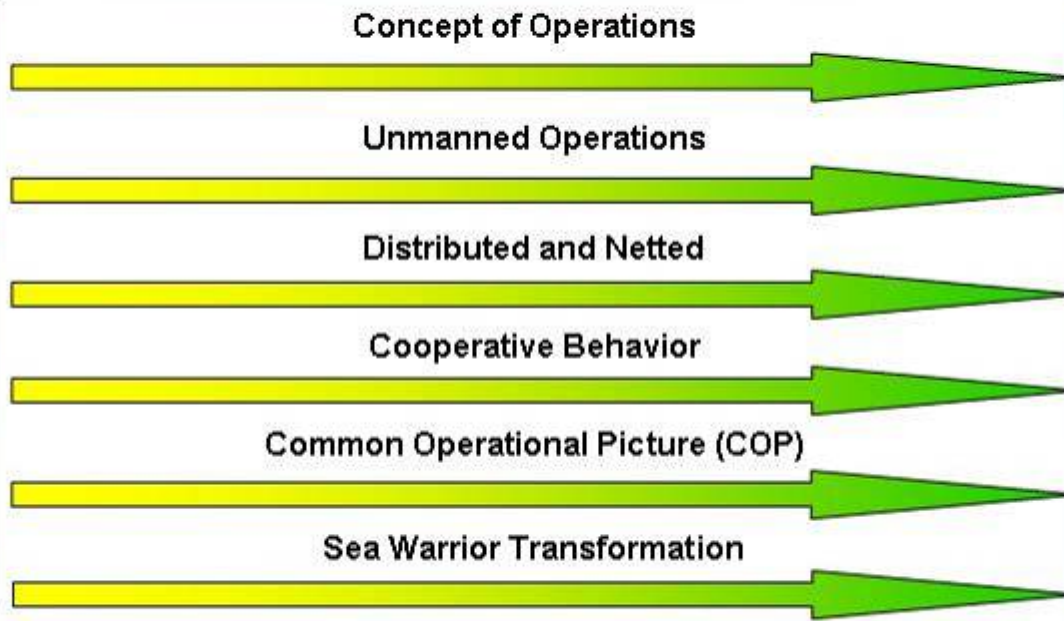 Concept of Operations
Unmanned Operations
Distributed and Netted
Cooperative Behavior
Common Operational Picture (COP)
Sea Warrior Transformation